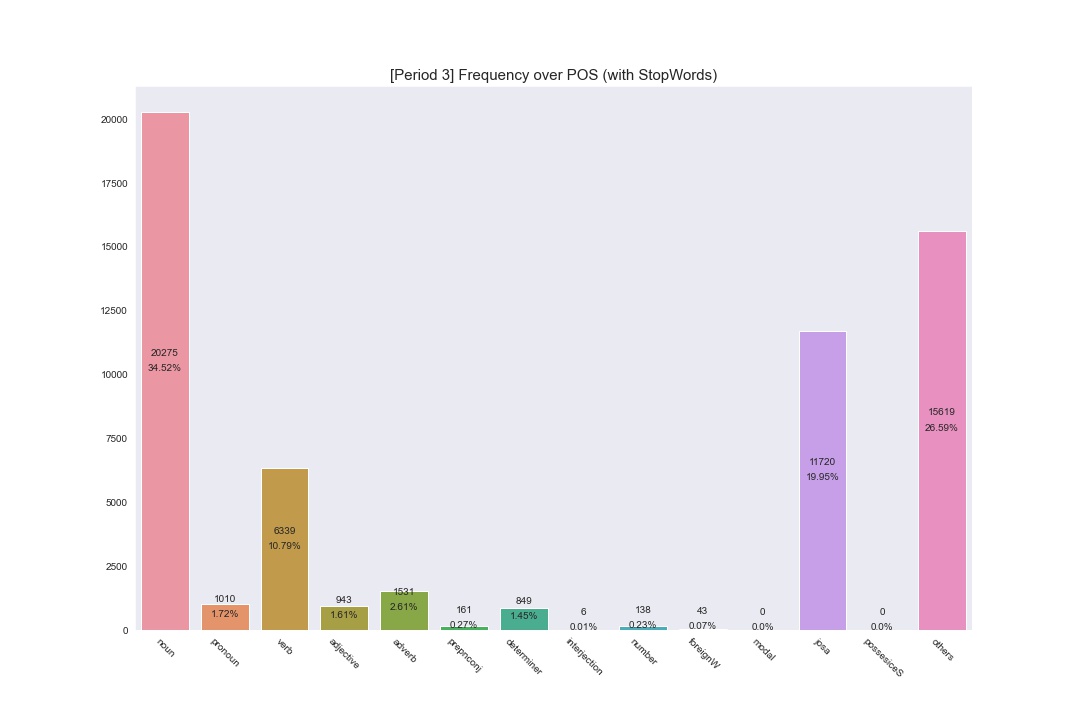 [Period 3] Frequency over POS (with StopWords)
20000
17500
15000
12500
10000
7500
5000
2500
0
20275
34.52%
1010
1.72%
6339
10.79%
943
1.61%
1531
2.61%
161
0.27%
849
1.45%
6
0.01%
138
0.23%
43
0.07%
0
0.0%
11720
19.95%
0
0.0%
15619
26.59%
noun
pronoun
verb
adjective
adverb
prepnconj
determiner
interjection
number
foreignW
modal
josa
possesiceS
others